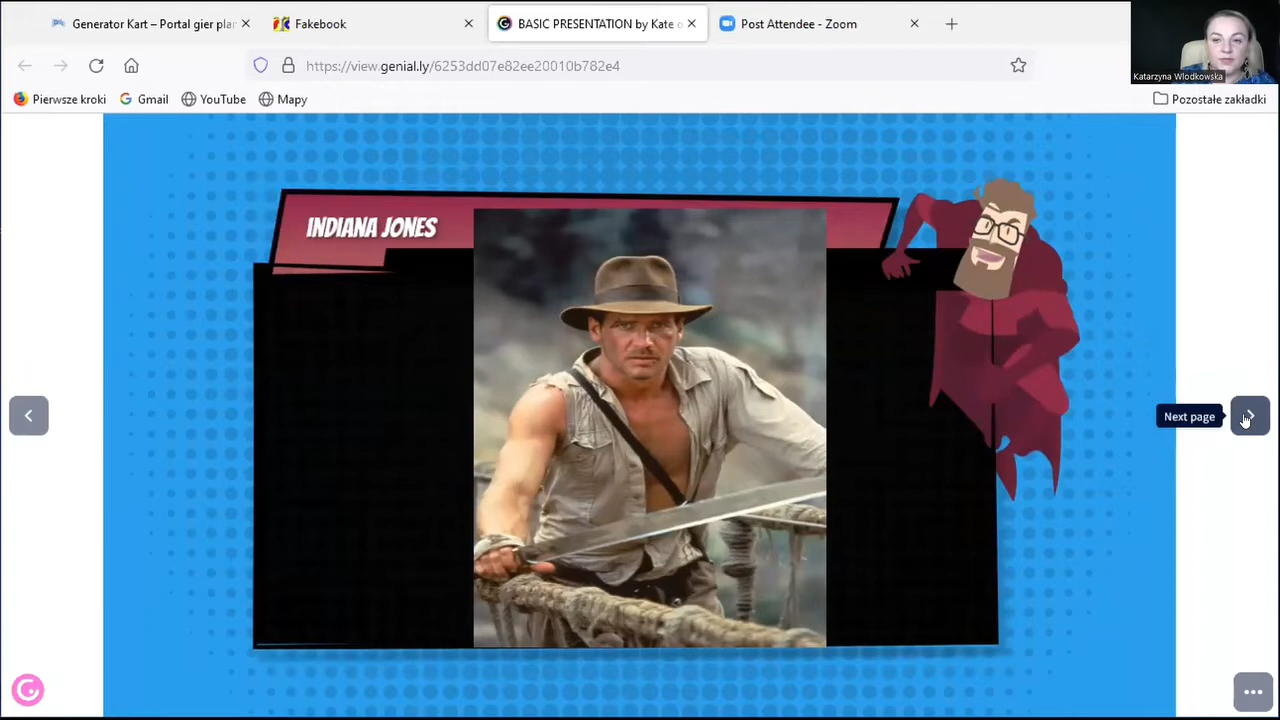 Generator Kart – Portal gier plan
Fakebook
BASIC PRESENTATION by Kate o
Post Attendee - Zoom
https://view.genial.ly/6253dd07e82ee20010b782e4
Katarzyna Wlodkowska
Pierwsze kroki
Gmail
YouTube
Mapy
Pozostałe zakładki
INDIANA JONES
Next page